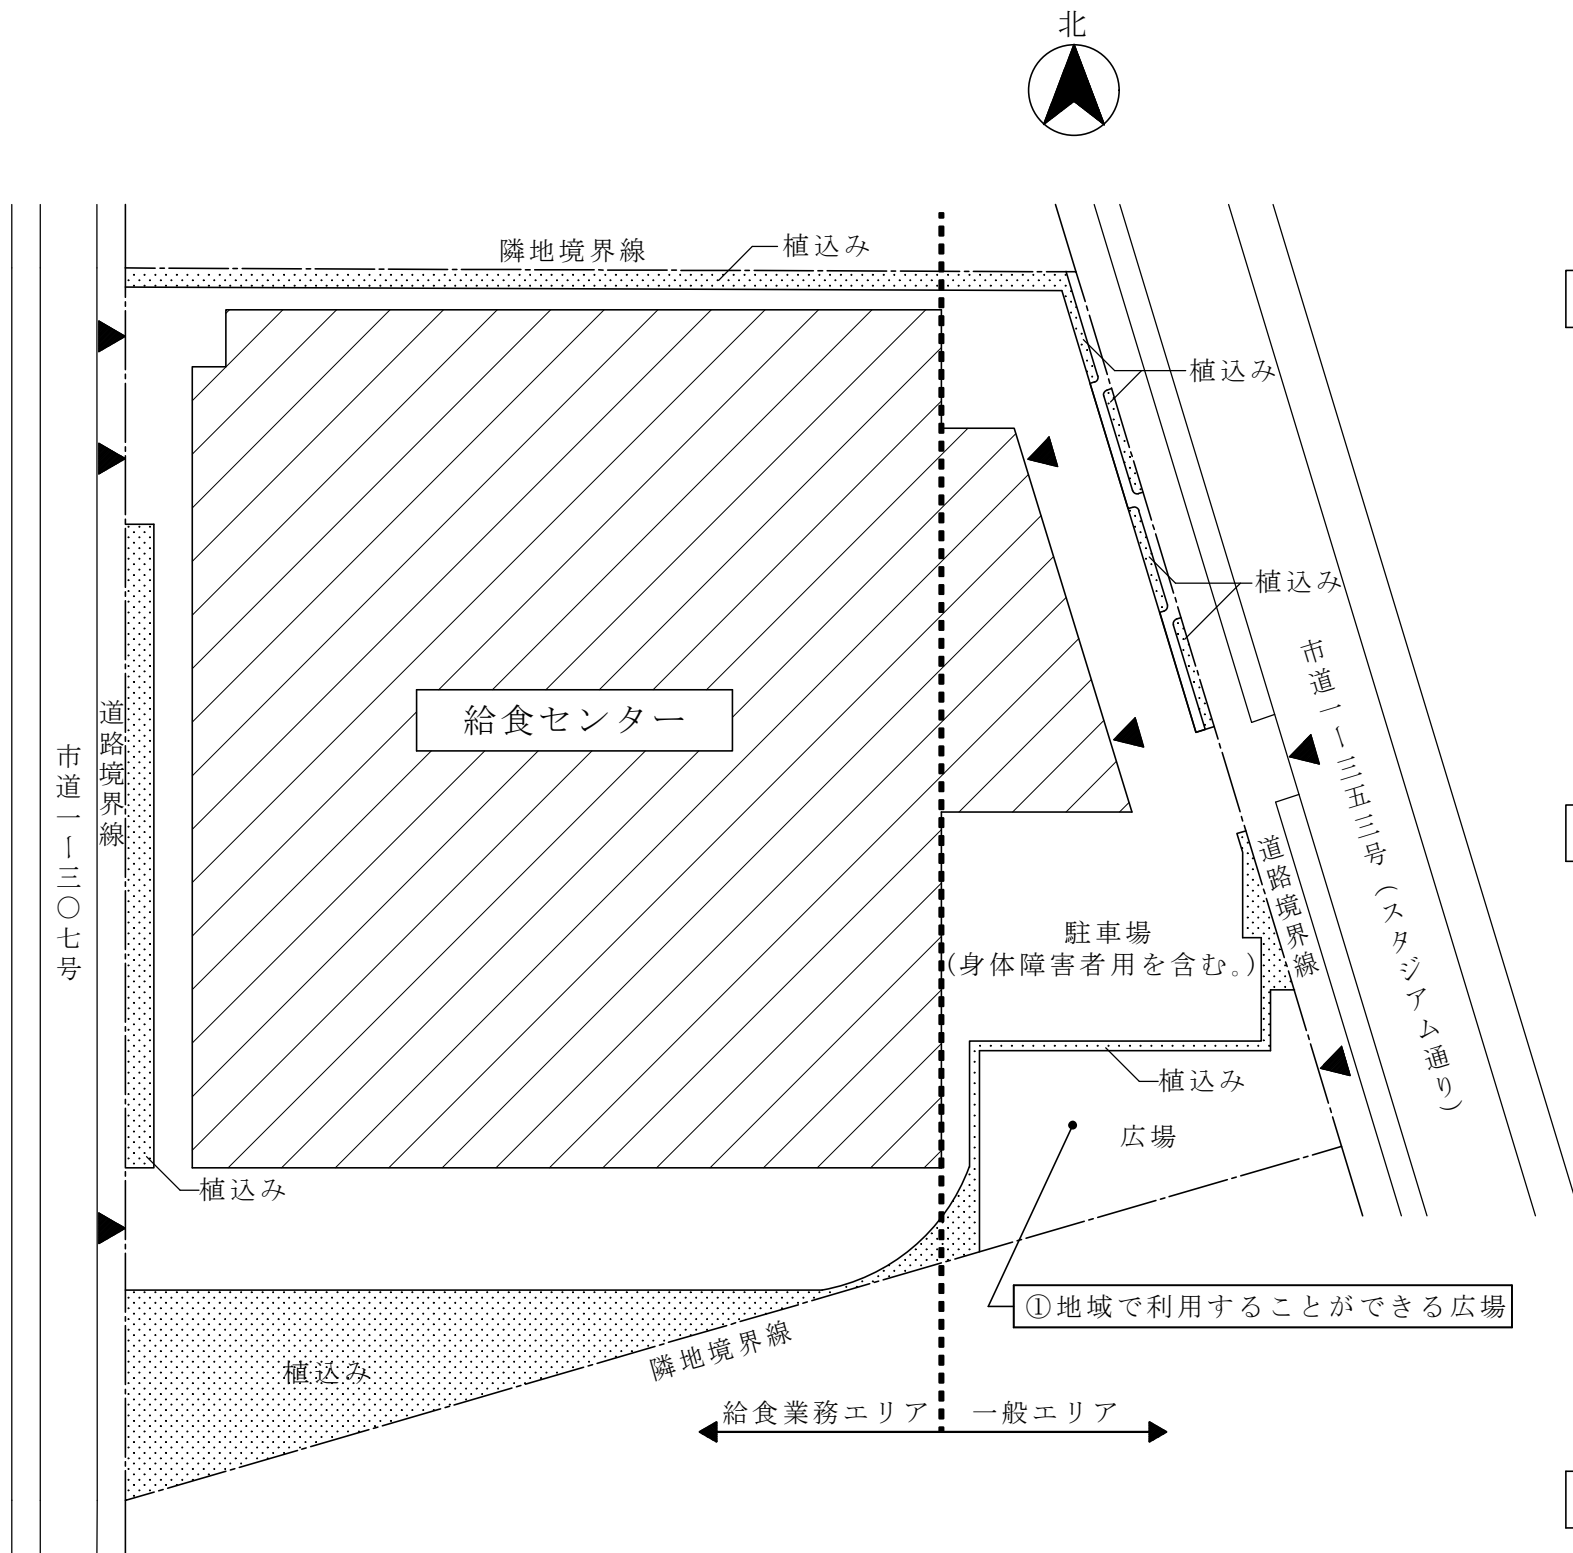 北
隣地境界線
植込み
植込み
植込み
市道一〜三五三号（スタジアム通り）
給食センター
道路境界線
市道一〜三〇七号
道路境界線
駐車場
(身体障害者用を含む。)
植込み
広場
植込み
①地域で利用することができる広場
隣地境界線
植込み
給食業務エリア
一般エリア